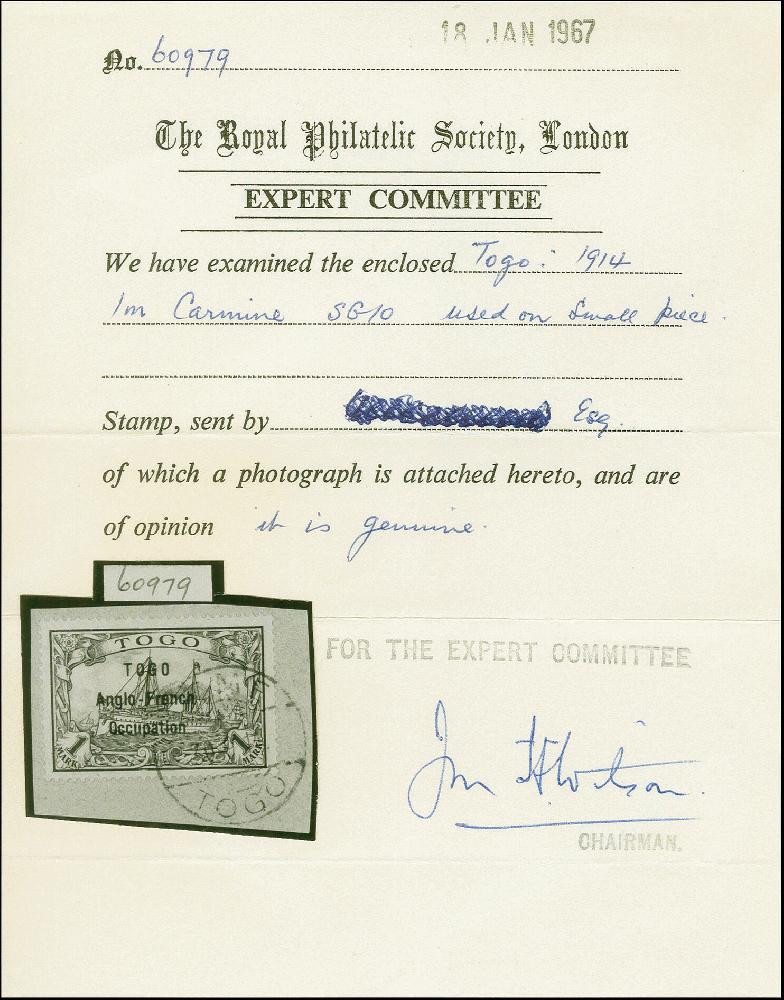 18 JAN 1967
No. 60979
The Royal Philatelic Society, London
EXPERT COMMITTEE
We have examined the enclosed Togo: 1914
1m Carmine SG10 used on small piece.
Stamp, sent by Esq.
of which a photograph is attached hereto, and are
of opinion it is genuine.
60979
TOGO
TOGO
Anglo-French
Occupation
1 MARK 1 MARK
TOGO
FOR THE EXPERT COMMITTEE
CHAIRMAN.